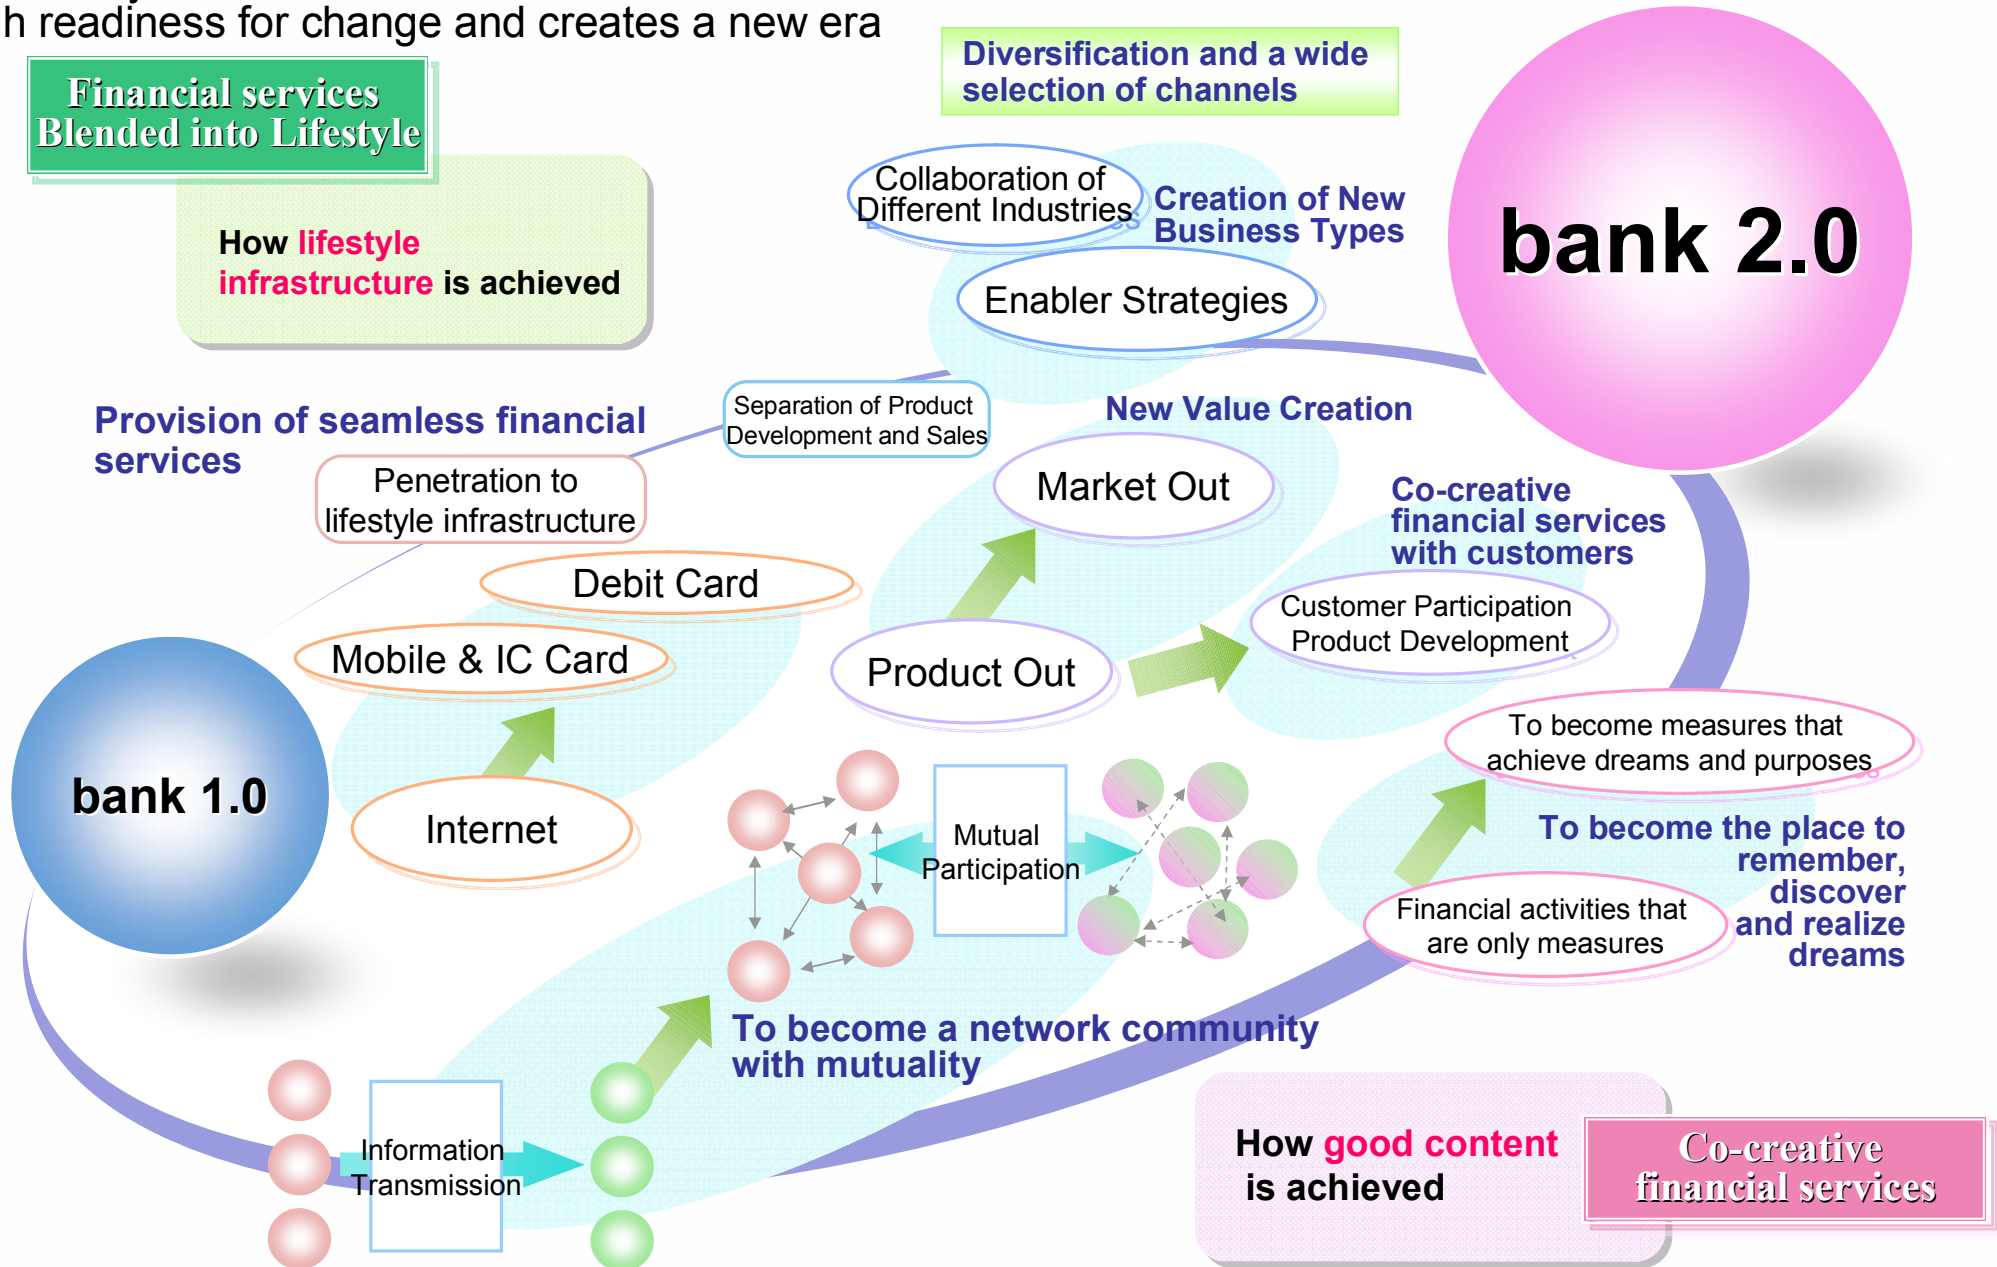 h readiness for change and creates a new era
Financial services
Blended into Lifestyle
How lifestyle
infrastructure is achieved
Diversification and a wide
selection of channels
Collaboration of
Different Industries
Creation of New
Business Types
Enabler Strategies
bank 2.0
Provision of seamless financial
services
Separation of Product
Development and Sales
Penetration to
lifestyle infrastructure
New Value Creation
Market Out
Co-creative
financial services
with customers
Debit Card
Mobile & IC Card
Customer Participation
Product Development
Product Out
bank 1.0
Internet
To become measures that
achieve dreams and purposes
Mutual
Participation
To become the place to
remember,
discover
and realize
dreams
Financial activities that
are only measures
To become a network community
with mutuality
Information
Transmission
How good content
is achieved
Co-creative
financial services